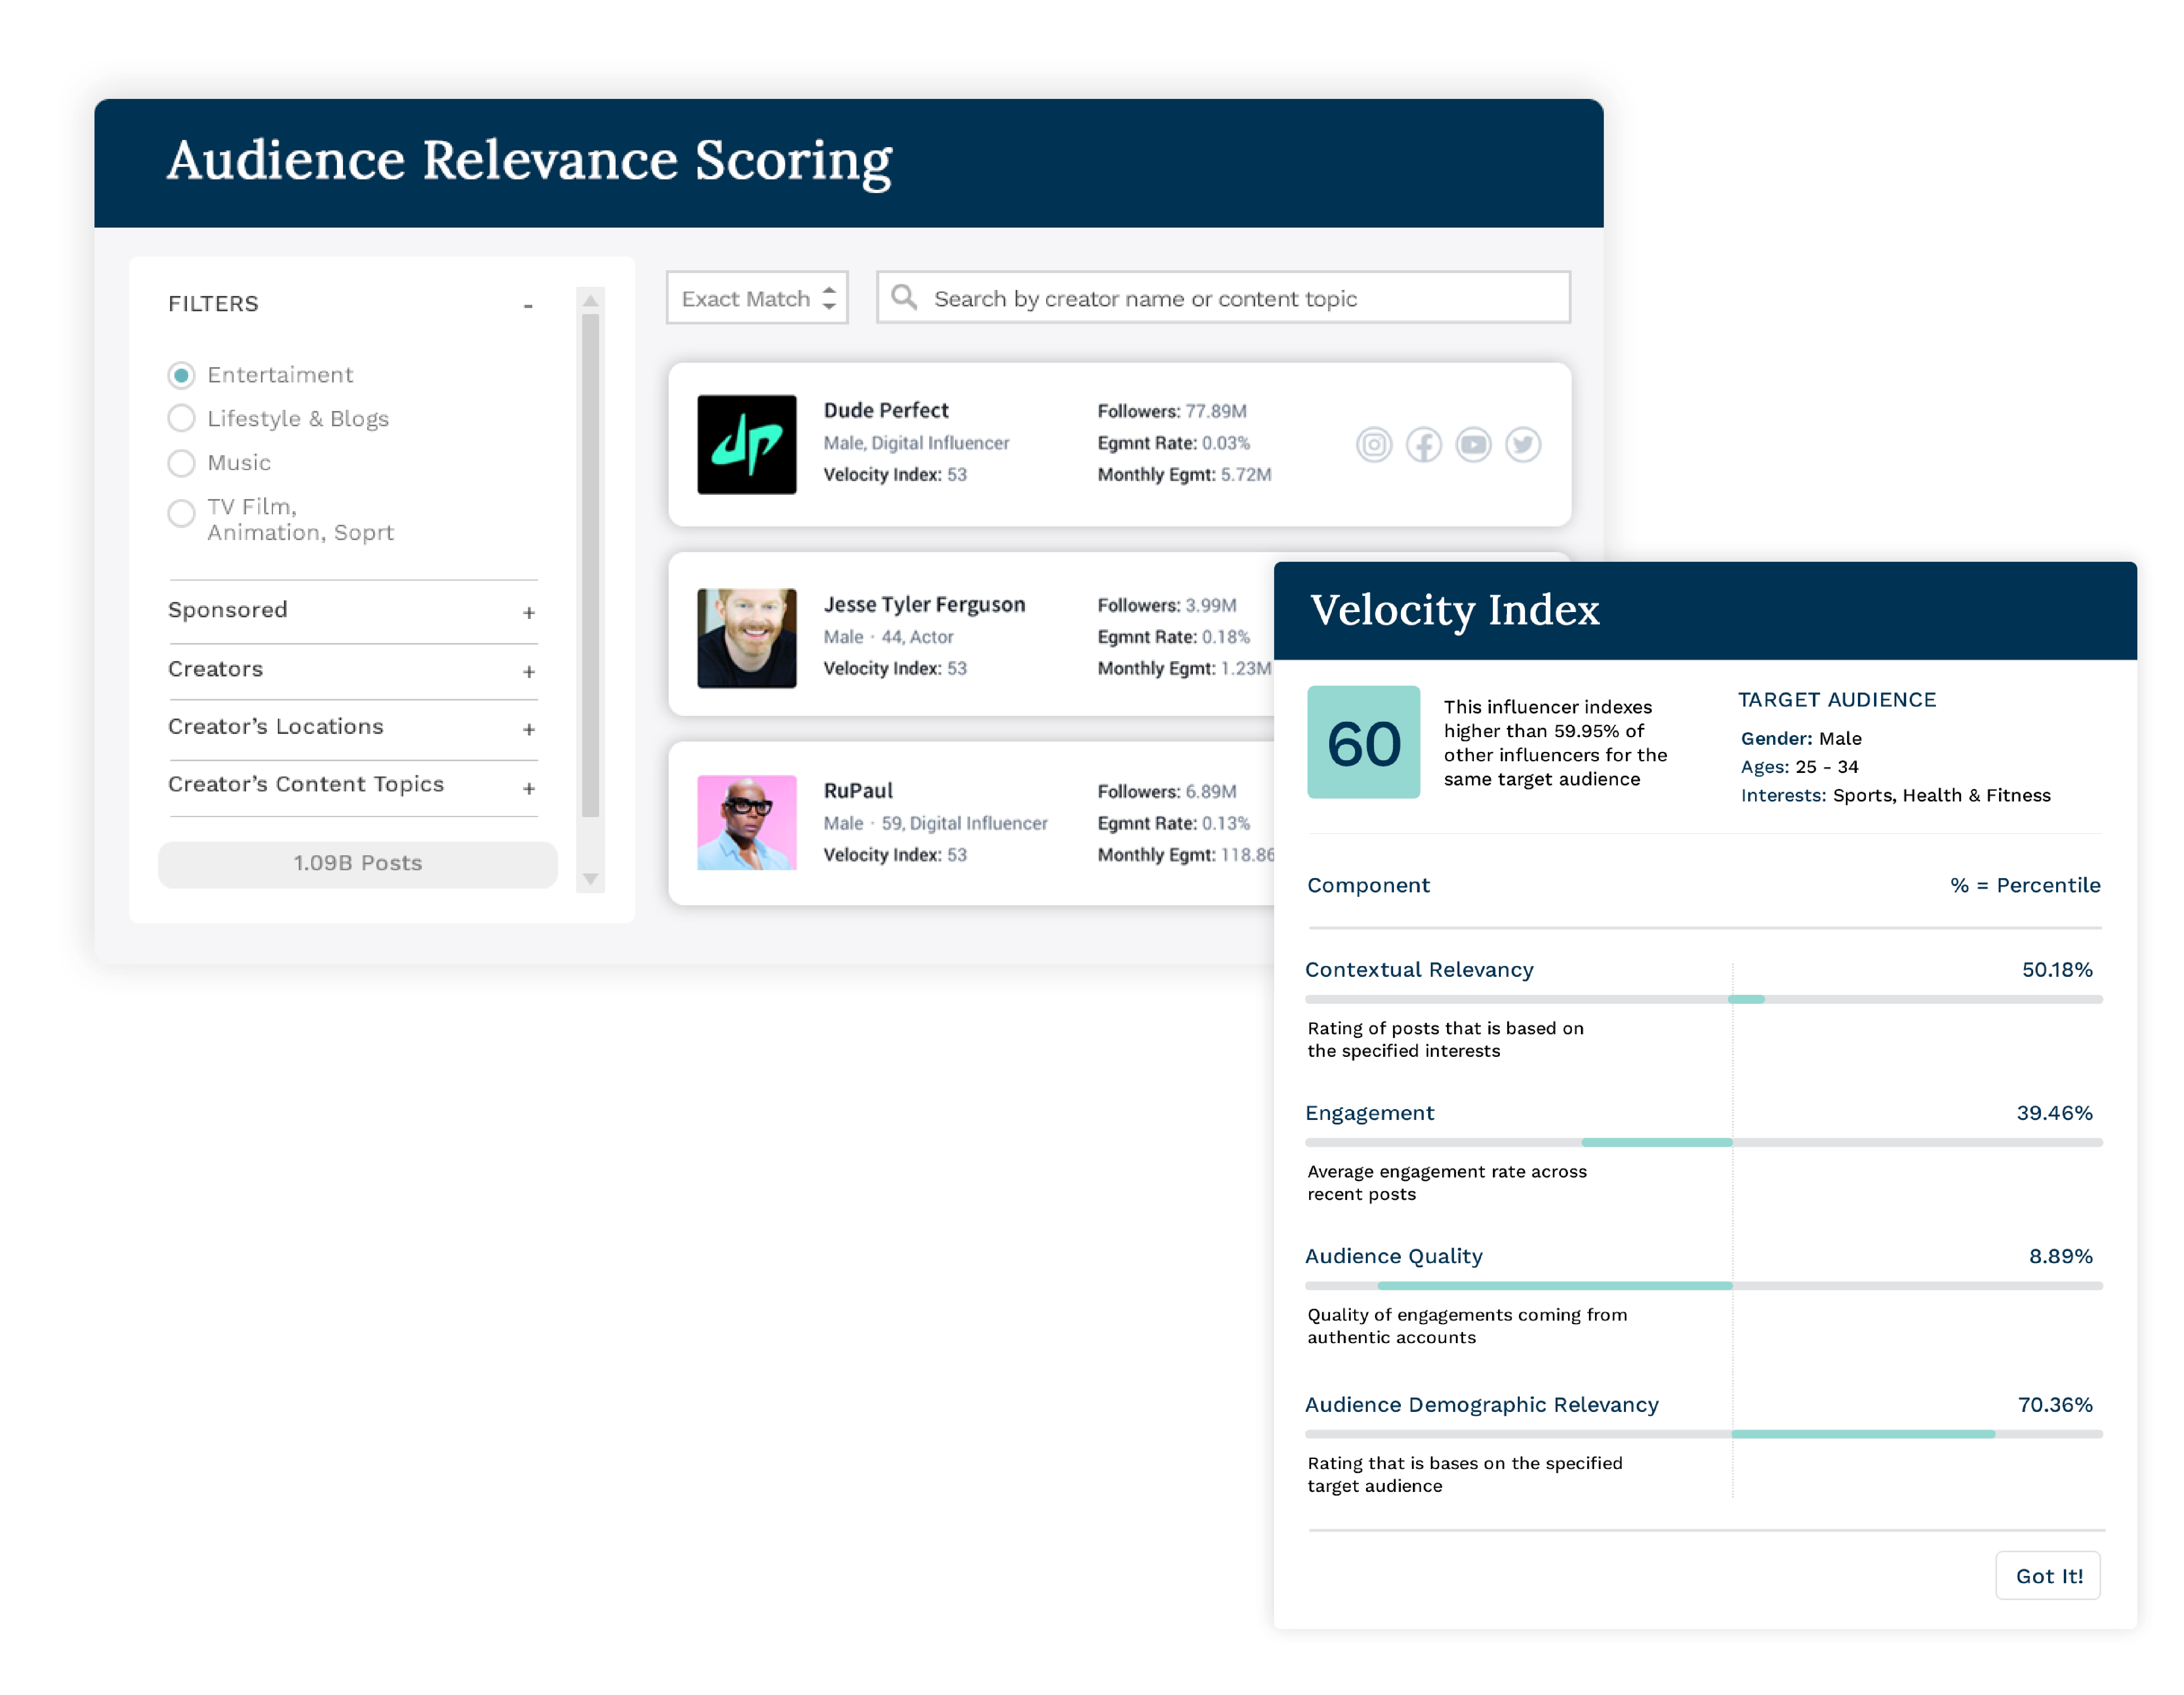 Audience Relevance Scoring
FILTERS
-
Entertaiment
Lifestyle & Blogs
Music
TV Film,
Animation, Soprt
Sponsored +
Creators +
Creator’s Locations +
Creator’s Content Topics +
1.09B Posts
Exact Match
Search by creator name or content topic
dp
Dude Perfect
Male, Digital Influencer
Velocity Index: 53
Followers: 77.89M
Egmnt Rate: 0.03%
Monthly Egmt: 5.72M
Jesse Tyler Ferguson
Male · 44, Actor
Velocity Index: 53
Followers: 3.99M
Egmnt Rate: 0.18%
Monthly Egmt: 1.23M
RuPaul
Male · 59, Digital Influencer
Velocity Index: 53
Followers: 6.89M
Egmnt Rate: 0.13%
Monthly Egmt: 118.86
Velocity Index
60
This influencer indexes
higher than 59.95% of
other influencers for the
same target audience
TARGET AUDIENCE
Gender: Male
Ages: 25 - 34
Interests: Sports, Health & Fitness
Component
% = Percentile
Contextual Relevancy
50.18%
Rating of posts that is based on
the specified interests
Engagement
39.46%
Average engagement rate across
recent posts
Audience Quality
8.89%
Quality of engagements coming from
authentic accounts
Audience Demographic Relevancy
70.36%
Rating that is bases on the specified
target audience
Got It!